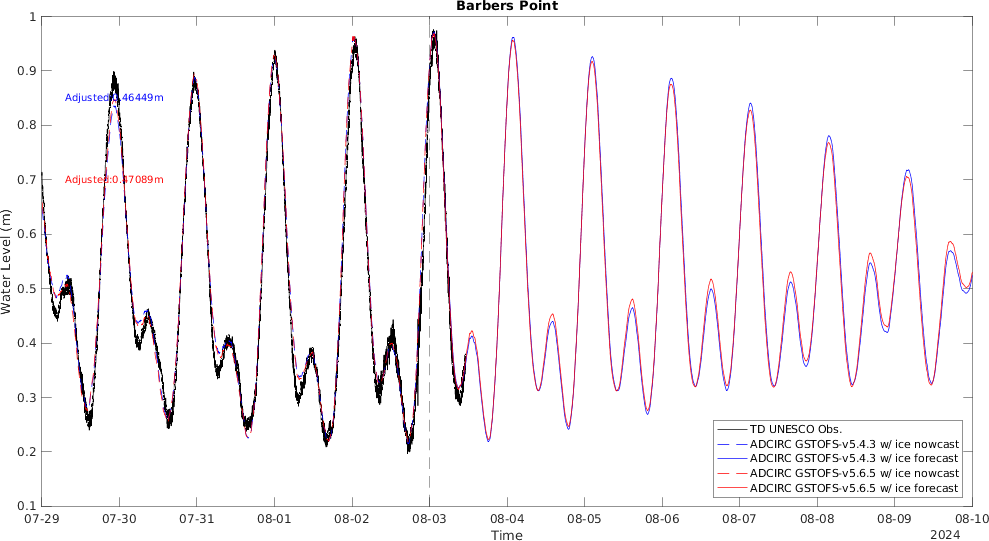 Barbers Point
Water Level (m)
1
0.9
0.8
0.7
0.6
0.5
0.4
0.3
0.2
0.1
Adjusted:0.46449m
Adjusted:0.47089m
TD UNESCO Obs.
ADCIRC GSTOFS-v5.4.3 w/ ice nowcast
ADCIRC GSTOFS-v5.4.3 w/ ice forecast
ADCIRC GSTOFS-v5.6.5 w/ ice nowcast
ADCIRC GSTOFS-v5.6.5 w/ ice forecast
07-29 07-30 07-31 08-01 08-02 08-03 08-04 08-05 08-06 08-07 08-08 08-09 08-10
Time
2024